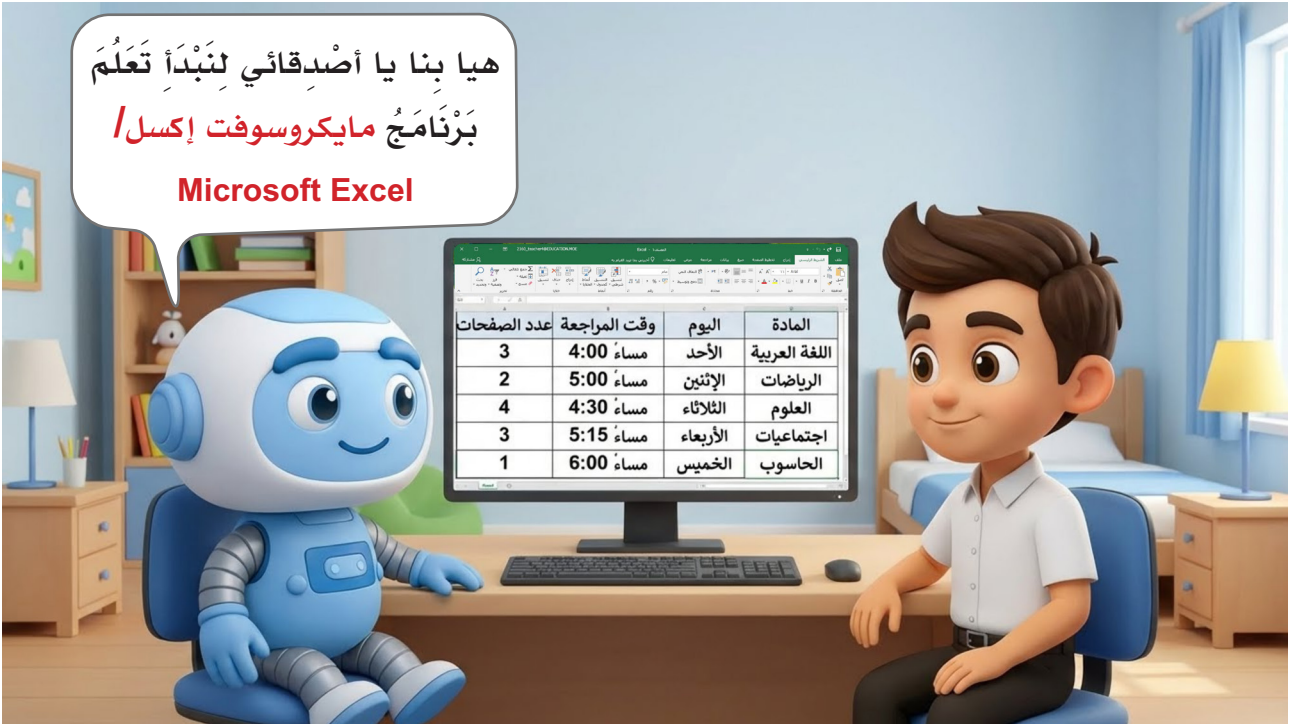 هيا بِنا يا أصْدِقائي لِنَبْدَأِ تَعَلُمَ
بَرْنَامَجُ مايكروسوفت إكسل/
Microsoft Excel
المادة اليوم وقت المراجعة عدد الصفحات
اللغة العربية الأحد 4:00 مساءً 3
الرياضات الإثنين 5:00 مساءً 2
العلوم الثلاثاء 4:30 مساءً 4
اجتماعيات الأربعاء 5:15 مساءً 3
الحاسوب الخميس 6:00 مساءً 1